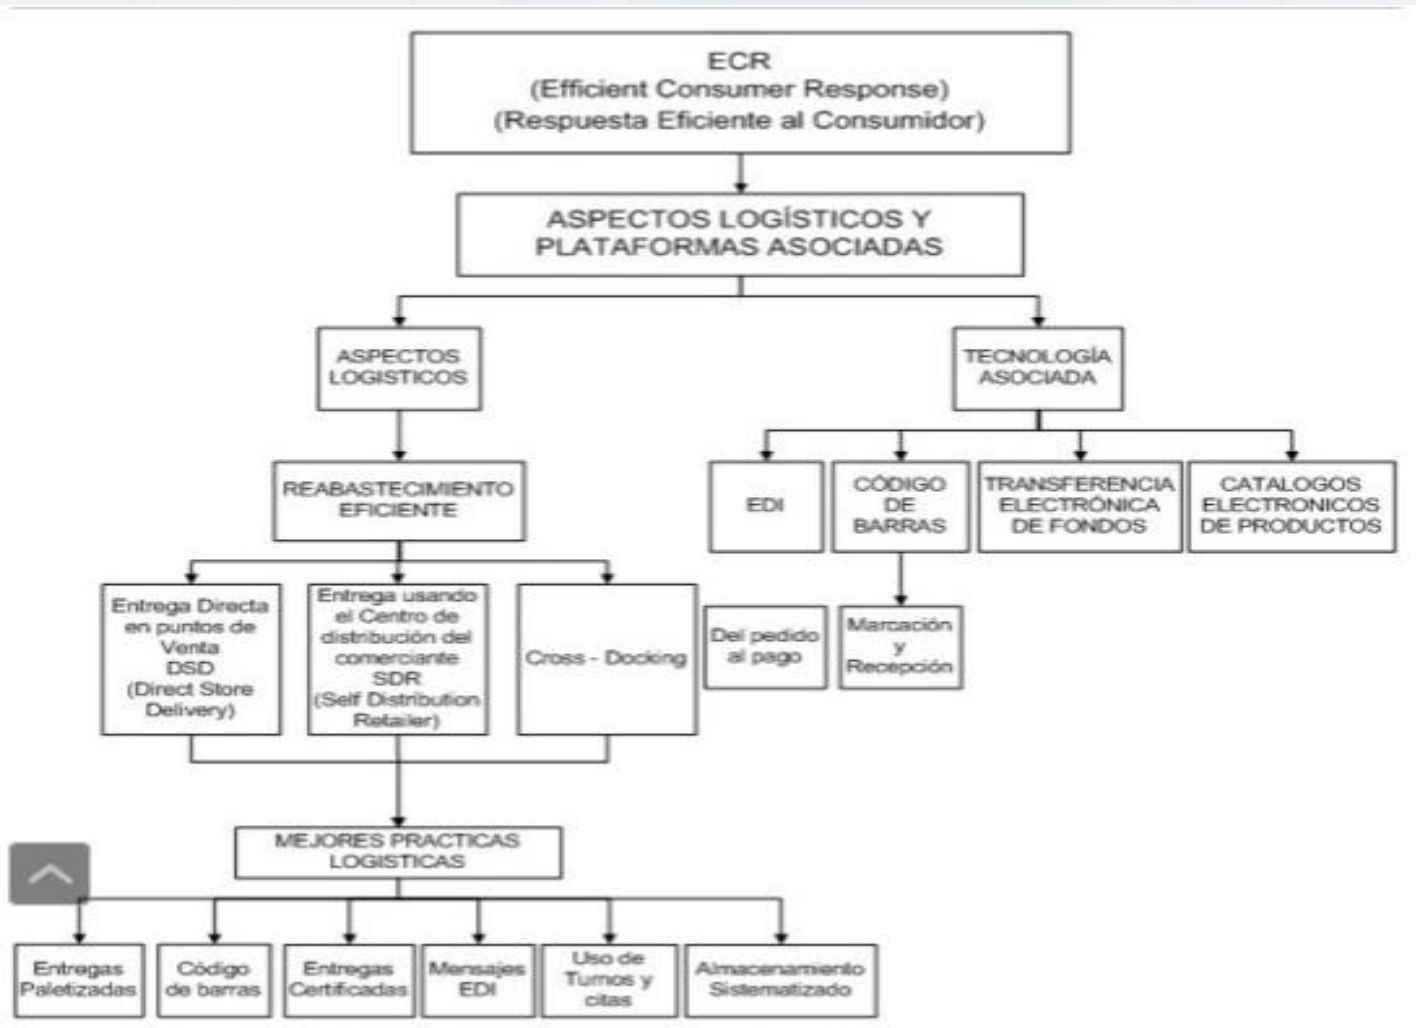 ECR
(Efficient Consumer Response)
(Respuesta Eficiente al Consumidor)
ASPECTOS LOGÍSTICOS Y
PLATAFORMAS ASOCIADAS
ASPECTOS
LOGISTICOS
TECNOLOGÍA
ASOCIADA
REABASTECIMIENTO
EFICIENTE
EDI
CÓDIGO
DE
BARRAS
TRANSFERENCIA
ELECTRÓNICA
DE FONDOS
CATALOGOS
ELECTRONICOS
DE PRODUCTOS
Entrega Directa
en puntos de
Venta
DSD
(Direct Store
Delivery)
Entrega usando
el Centro de
distribución del
comerciante
SDR
(Self Distribution
Retailer)
Cross - Docking
Del pedido
al pago
Marcación
y
Recepción
MEJORES PRACTICAS
LOGISTICAS
Entregas
Paletizadas
Código
de barras
Entregas
Certificadas
Mensajes
EDI
Uso de
Turnos y
citas
Almacenamiento
Sistematizado